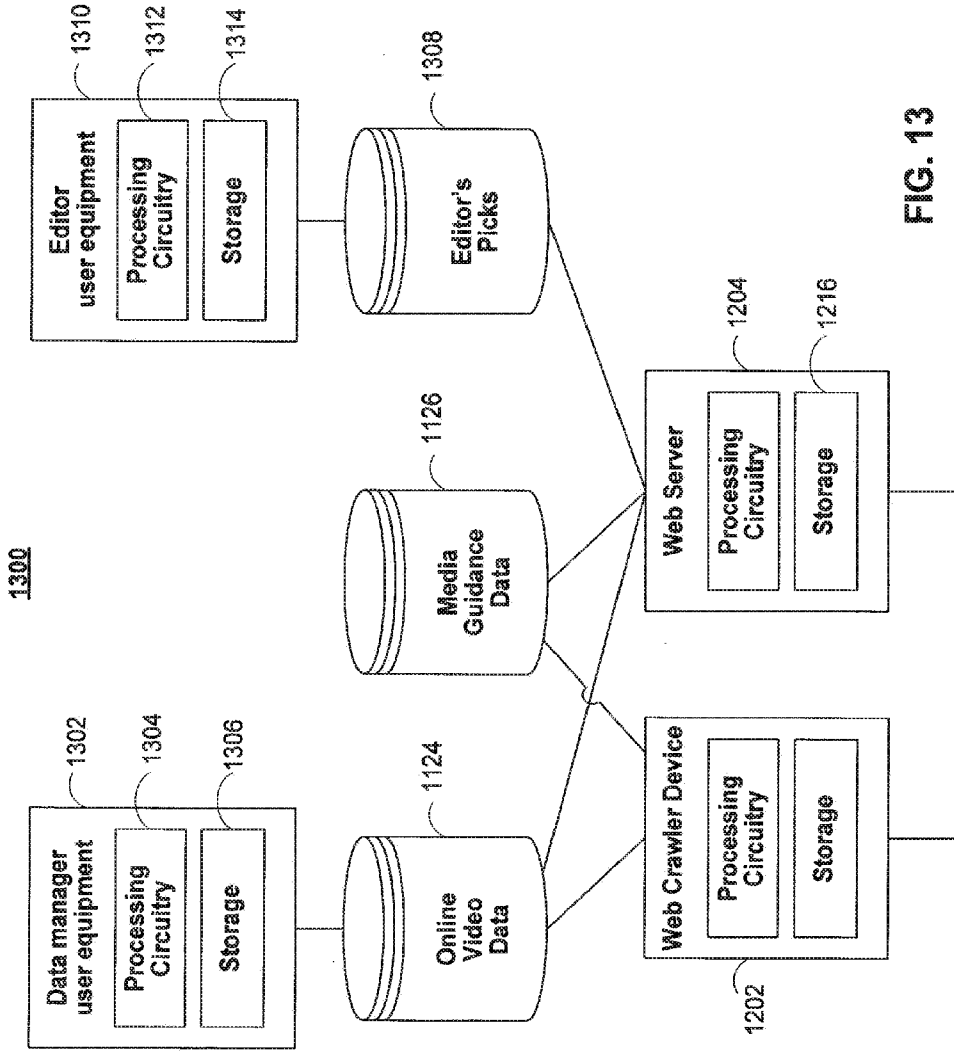 1300
Data manager
user equipment
Processing
Circuitry
Storage
1302
1304
1306
Editor
user equipment
Processing
Circuitry
Storage
1310
1312
1314
Online
Video
Data
1124
Media
Guidance
Data
1126
Editor's
Picks
1308
Web Crawler Device
Processing
Circuitry
Storage
1202
Web Server
Processing
Circuitry
Storage
1204
1216
FIG. 13